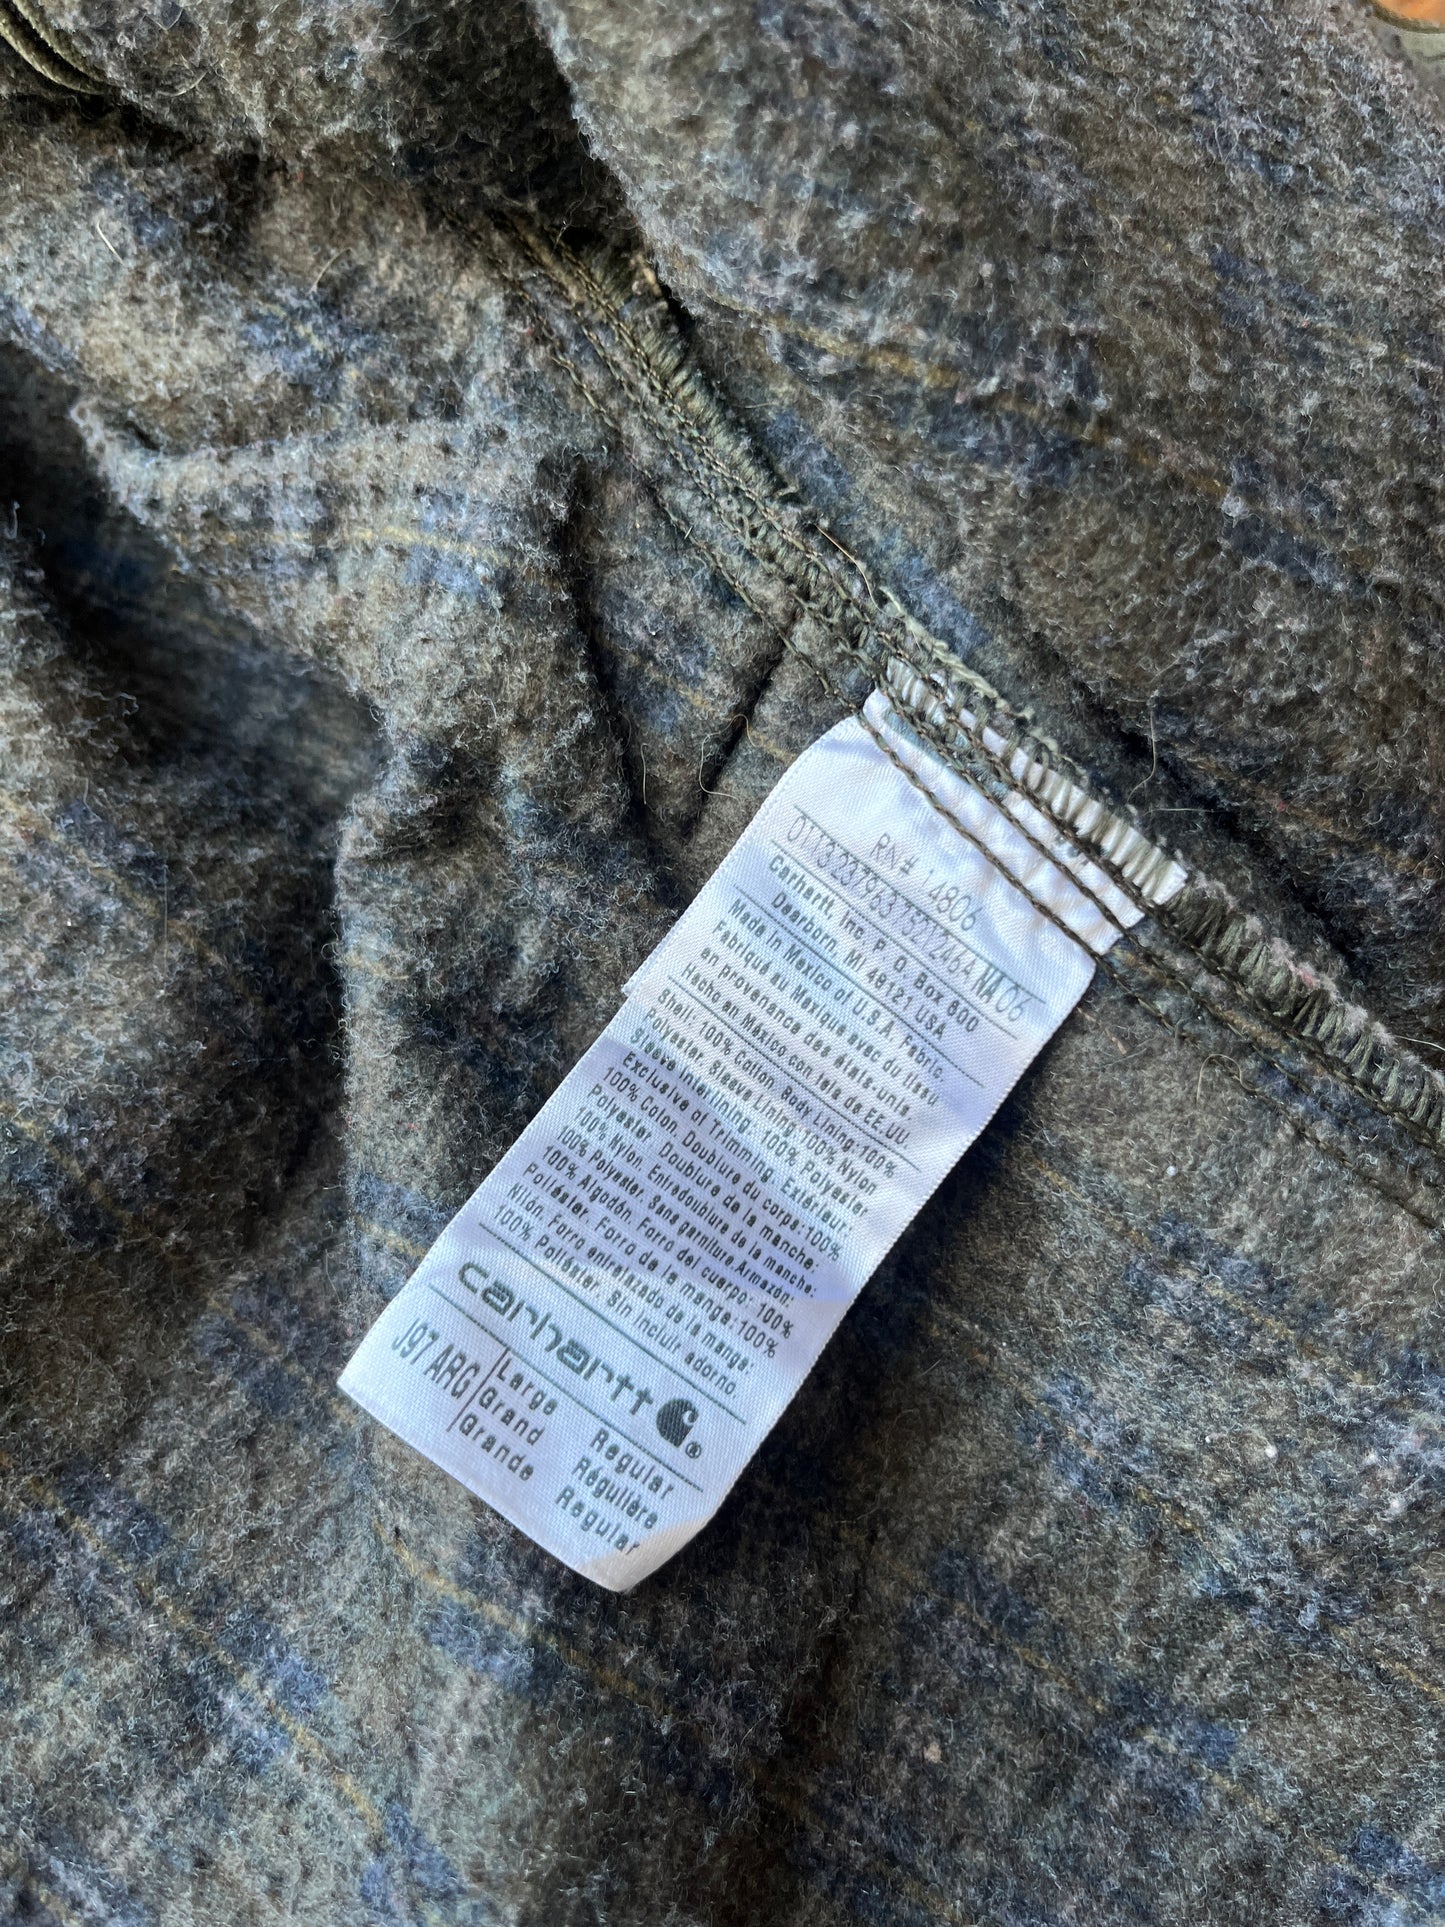 RN# 14806
0113237963 7521246A NA 06
Carhartt, Inc. P. O. Box 600
Dearborn, MI 48121 USA
Made in Mexico of U.S.A. Fabric.
Fabriqué au Mexique avec du tissu
en provenance des états-unis.
Hecho en México con tela de EE.UU.
Shell: 100% Cotton. Body Lining: 100%
Polyester. Sleeve Lining: 100% Nylon
Sleeve Interlining: 100% Polyester
Exclusive of Trimming. Extérieur:
100% Coton. Doublure du corps: 100%
Polyester. Doublure de la manche:
100% Nylon. Entredoublure de la manche:
100% Polyester. Sans garniture. Armazón:
100% Algodón. Forro del cuerpo: 100%
Poliéster. Forro de la manga: 100%
Nilón. Forro entrelazado de la manga:
100% Poliéster. Sin incluir adorno.
carhartt ®
J97 ARG Large Regular
Grand Régulière
Grande Regular